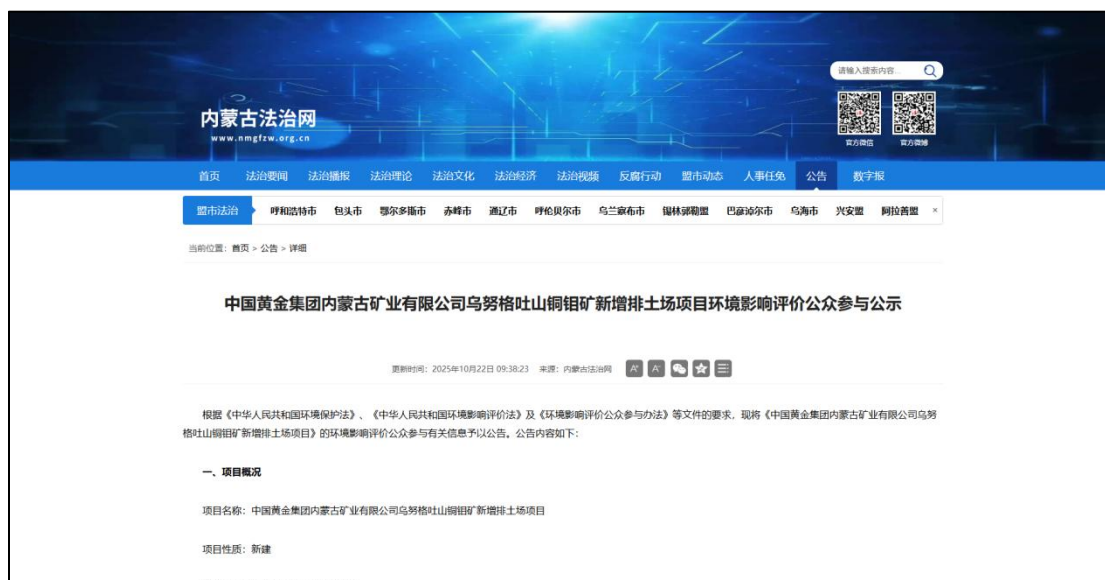 请输入搜索内容...
内蒙古法治网
www.nmgfzw.org.cn
官方微信 官方微博
首页 法治要闻 法治播报 法治理论 法治文化 法治经济 法治视频 反腐行动 盟市动态 人事任免 公告 数字报
盟市法治 呼和浩特市 包头市 鄂尔多斯市 赤峰市 通辽市 呼伦贝尔市 乌兰察布市 锡林郭勒盟 巴彦淖尔市 乌海市 兴安盟 阿拉善盟 ×
当前位置：首页 > 公告 > 详细
中国黄金集团内蒙古矿业有限公司乌努格吐山铜钼矿新增排土场项目环境影响评价公众参与公示
更新时间：2025年10月22日 09:38:23 来源：内蒙古法治网 A+ A-
根据《中华人民共和国环境保护法》、《中华人民共和国环境影响评价法》及《环境影响评价公众参与办法》等文件的要求，现将《中国黄金集团内蒙古矿业有限公司乌努
格吐山铜钼矿新增排土场项目》的环境影响评价公众参与有关信息予以公告。公告内容如下：
一、项目概况
项目名称：中国黄金集团内蒙古矿业有限公司乌努格吐山铜钼矿新增排土场项目
项目性质：新建